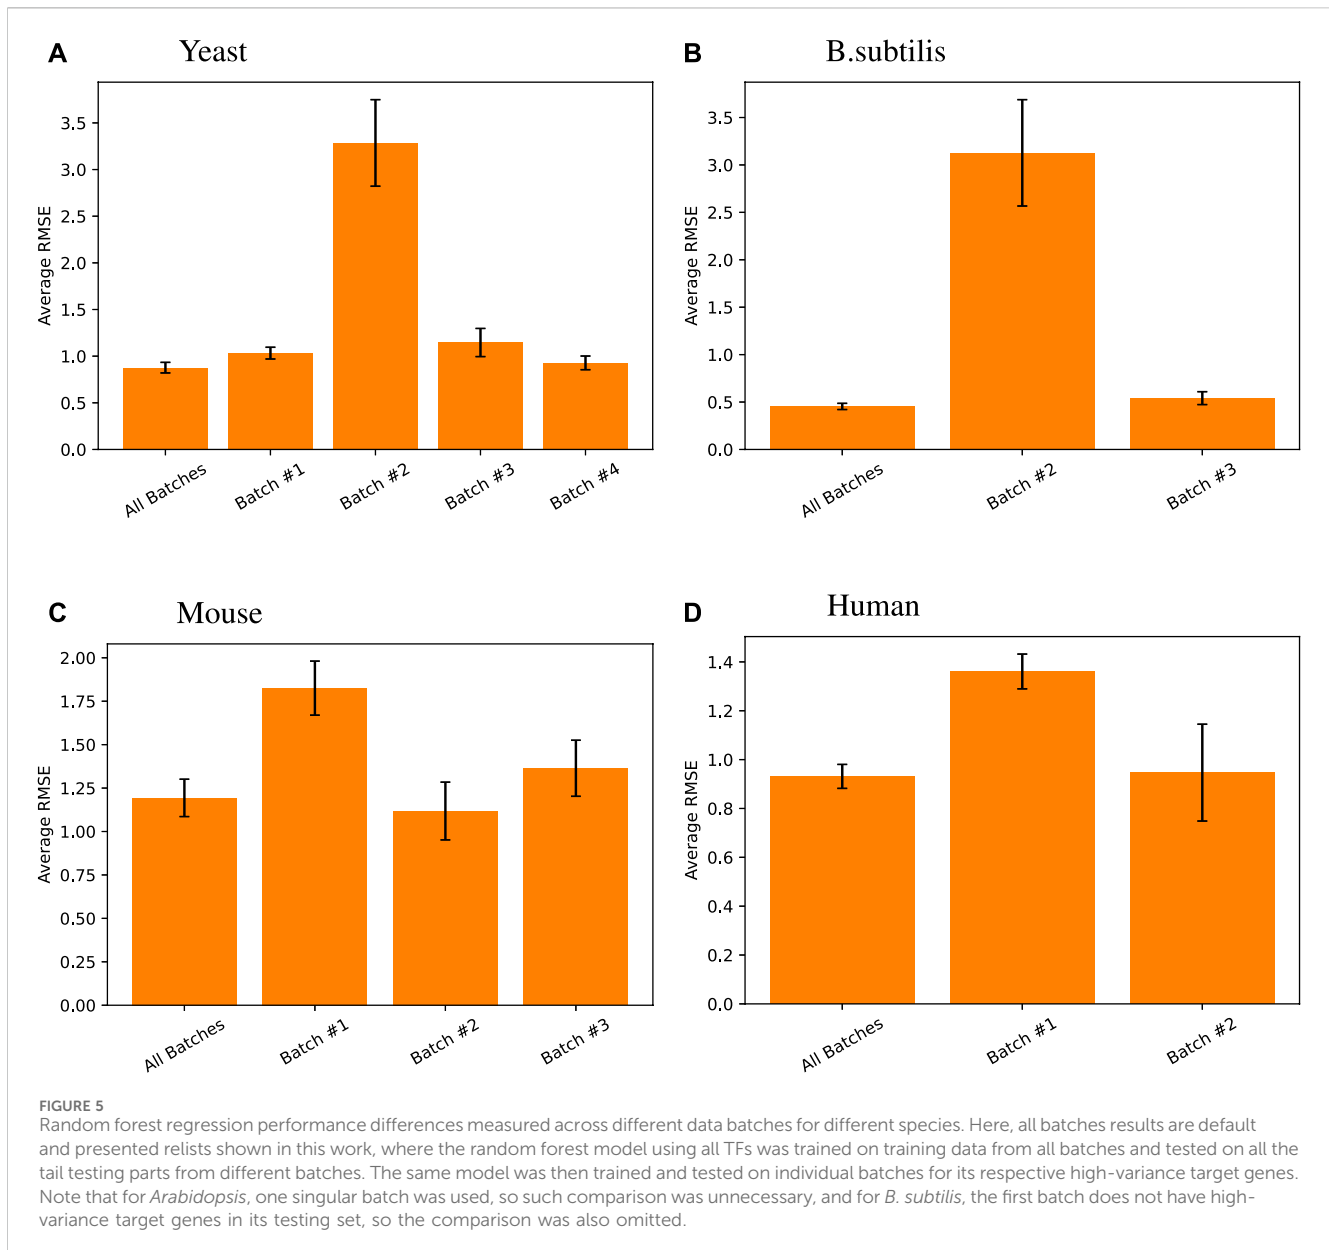 A Yeast
Average RMSE
3.5
3.0
2.5
2.0
1.5
1.0
0.5
0.0
All Batches
Batch #1
Batch #2
Batch #3
Batch #4
B B.subtilis
Average RMSE
3.5
3.0
2.5
2.0
1.5
1.0
0.5
0.0
All Batches
Batch #2
Batch #3
C Mouse
Average RMSE
2.00
1.75
1.50
1.25
1.00
0.75
0.50
0.25
0.00
All Batches
Batch #1
Batch #2
Batch #3
D Human
Average RMSE
1.4
1.2
1.0
0.8
0.6
0.4
0.2
0.0
All Batches
Batch #1
Batch #2
FIGURE 5
Random forest regression performance differences measured across different data batches for different species. Here, all batches results are default
and presented relists shown in this work, where the random forest model using all TFs was trained on training data from all batches and tested on all the
tail testing parts from different batches. The same model was then trained and tested on individual batches for its respective high-variance target genes.
Note that for Arabidopsis, one singular batch was used, so such comparison was unnecessary, and for B. subtilis, the first batch does not have high-
variance target genes in its testing set, so the comparison was also omitted.